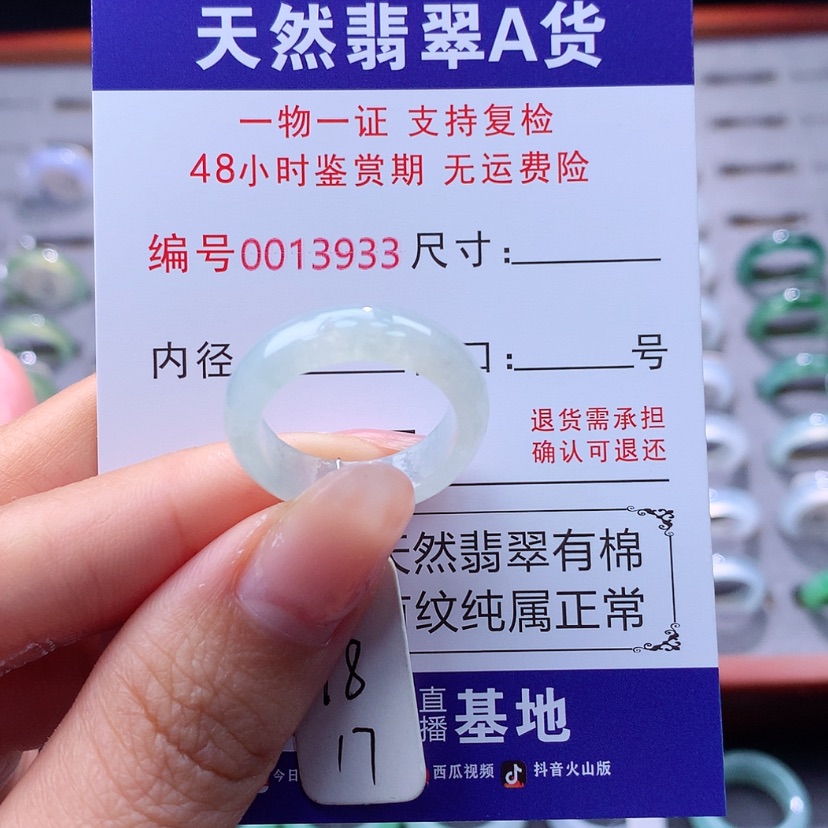 天然翡翠A货
一物一证 支持复检
48小时鉴赏期 无运费险
编号0013933 尺寸:
内径 口: 号
退货需承担
确认可退还
天然翡翠有棉
有纹纯属正常
直播基地
今日 西瓜视频 抖音火山版
18
17